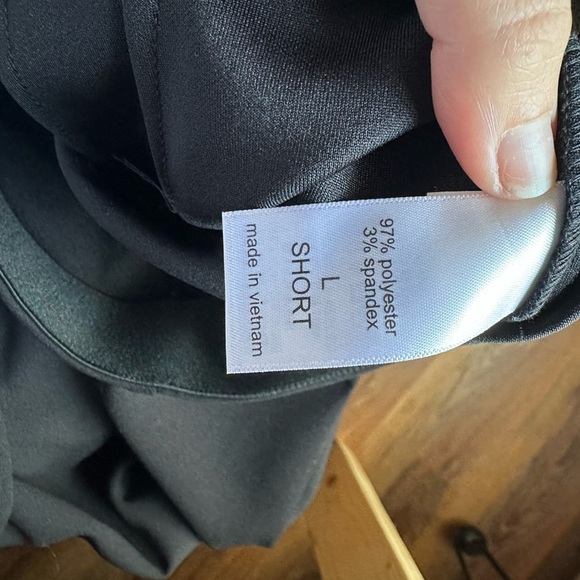 97% polyester
3% spandex
L
SHORT
made in vietnam